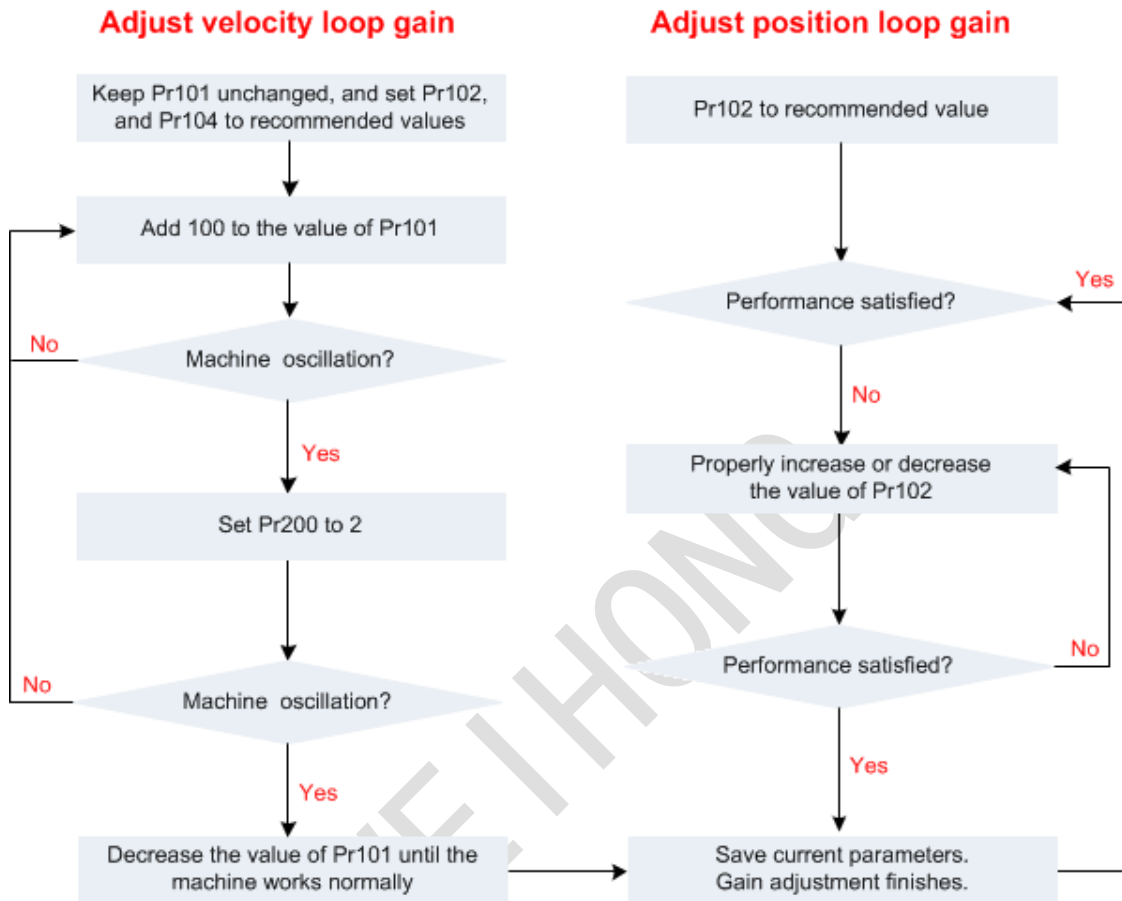 Adjust velocity loop gain
Keep Pr101 unchanged, and set Pr102,
and Pr104 to recommended values
Add 100 to the value of Pr101
No
Machine oscillation?
Yes
Set Pr200 to 2
No
Machine oscillation?
Yes
Decrease the value of Pr101 until the
machine works normally
Adjust position loop gain
Pr102 to recommended value
Yes
Performance satisfied?
No
Properly increase or decrease
the value of Pr102
Performance satisfied?
No
Yes
Save current parameters.
Gain adjustment finishes.